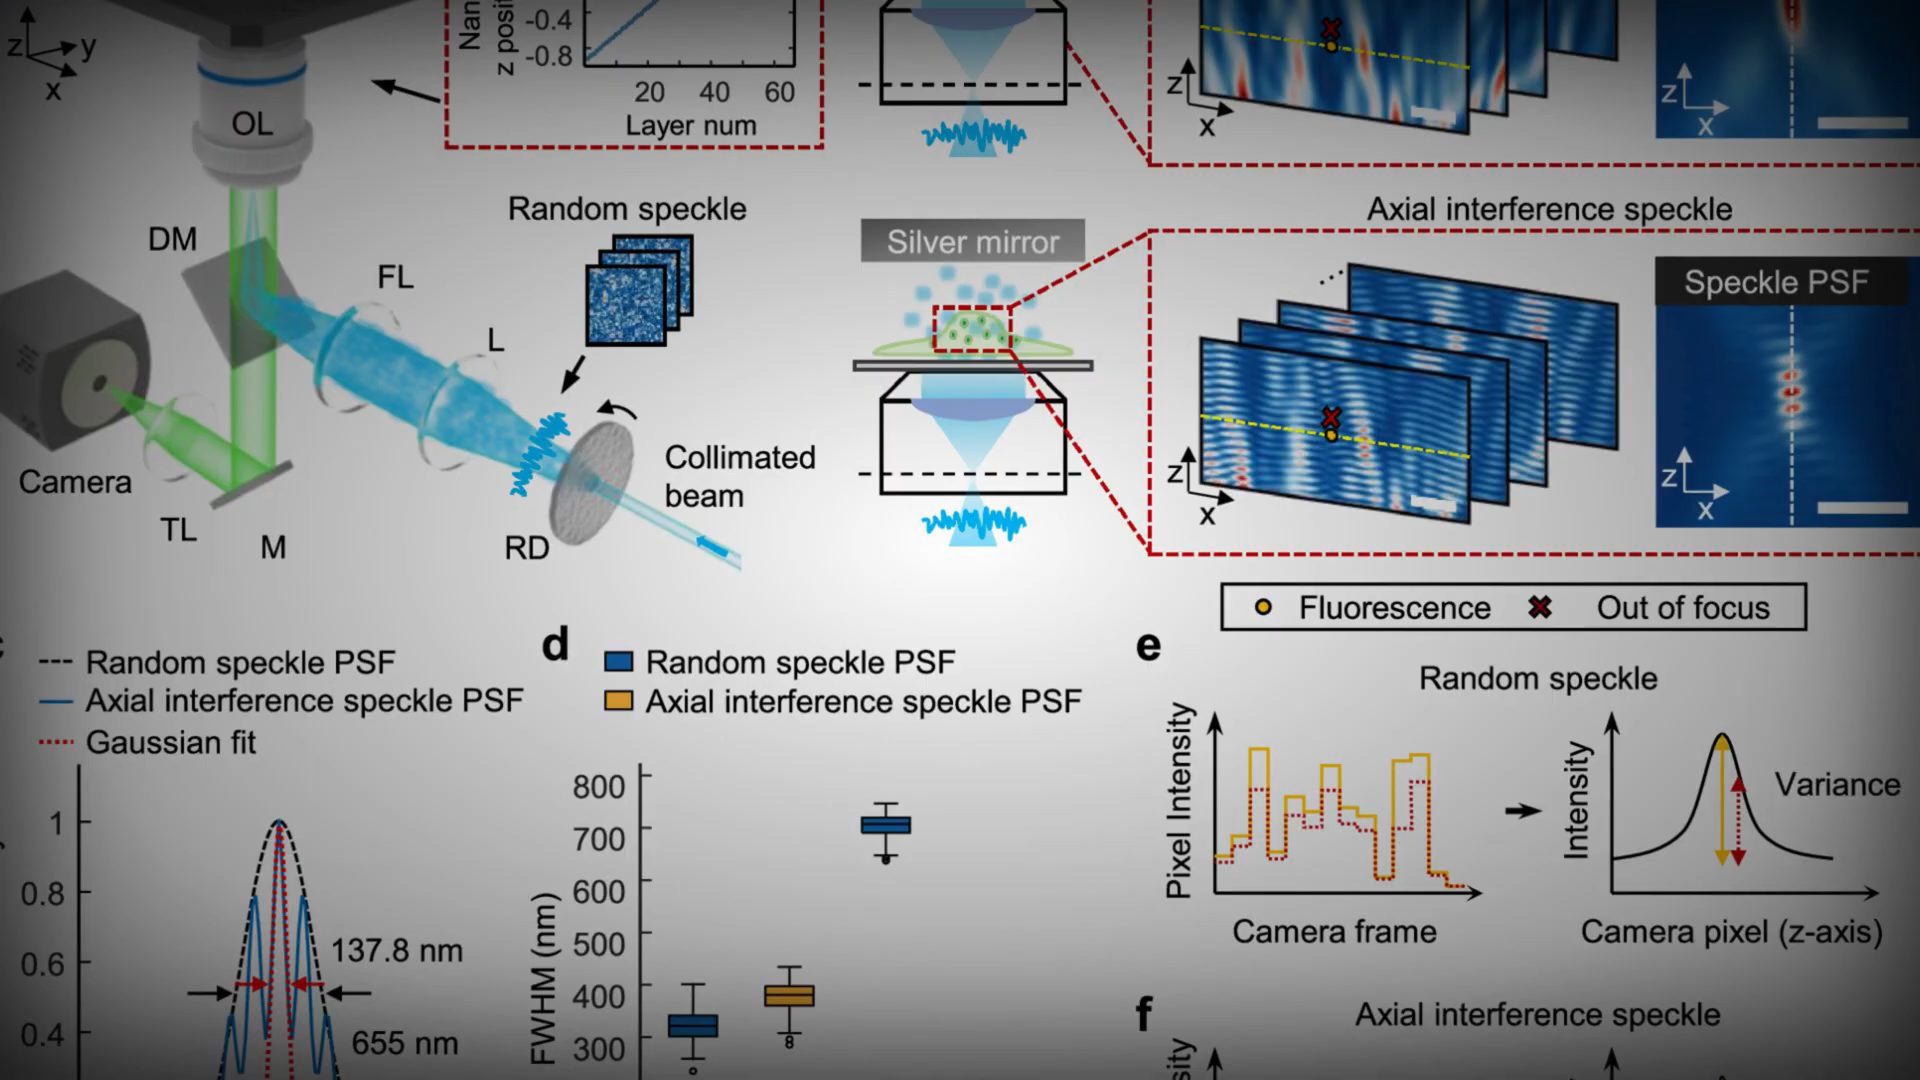 z
y
x
OL
Nan
z posit
-0.4
-0.8
20 40 60
Layer num
z
x
z
x
DM
FL
L
Random speckle
Camera
TL
M
RD
Collimated
beam
Silver mirror
Axial interference speckle
z
x
Speckle PSF
z
x
Fluorescence
Out of focus
Random speckle PSF
Axial interference speckle PSF
Gaussian fit
1
0.8
0.6
0.4
137.8 nm
655 nm
d
Random speckle PSF
Axial interference speckle PSF
FWHM (nm)
800
700
600
500
400
300
e
Random speckle
Pixel Intensity
Camera frame
Intensity
Variance
Camera pixel (z-axis)
f
Axial interference speckle